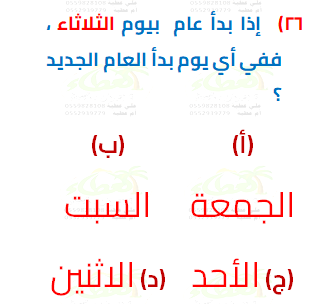 ٢٦) إذا بدأ عام بيوم الثلاثاء ،
ففي أي يوم بدأ العام الجديد
؟
(أ) (ب)
الجمعة السبت
(ج) الأحد (د) الاثنين